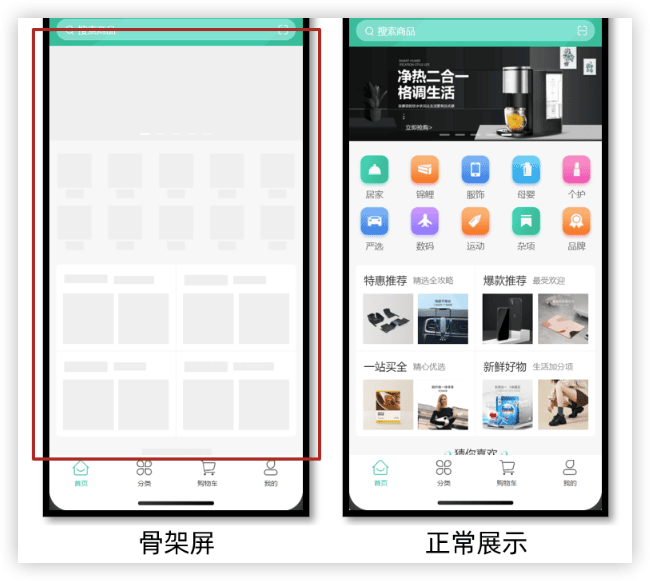 搜索商品
首页
分类
购物车
我的
骨架屏
搜索商品
净热二合一
格调生活
立即抢购>
居家
锦鲤
服饰
母婴
个护
严选
数码
运动
杂项
品牌
特惠推荐 精选全攻略
爆款推荐 最受欢迎
一站买全 精心优选
新鲜好物 生活加分项
猜你喜欢
首页
分类
购物车
我的
正常展示